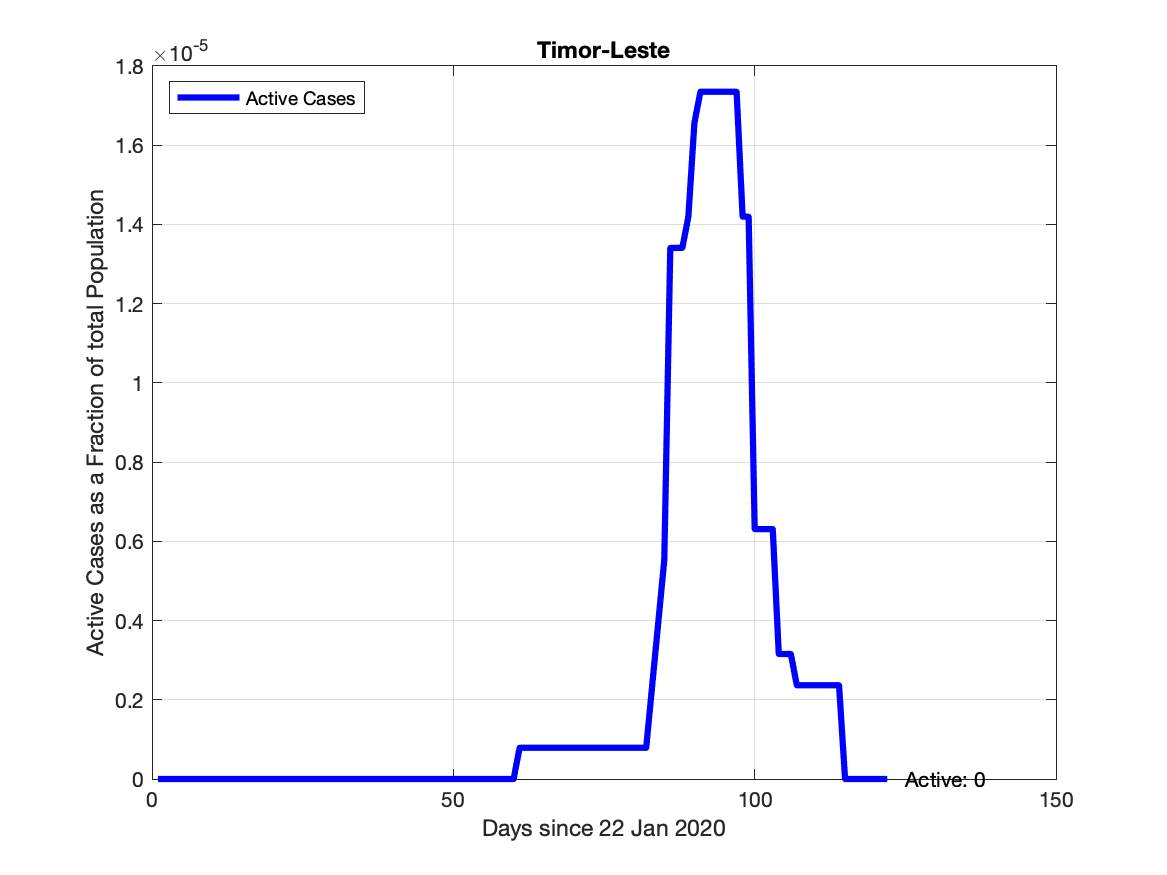 Timor-Leste
×10-5
Active Cases
1.8
1.6
1.4
1.2
1
0.8
0.6
0.4
0.2
0
Active Cases as a Fraction of total Population
Active: 0
0 50 100 150
Days since 22 Jan 2020